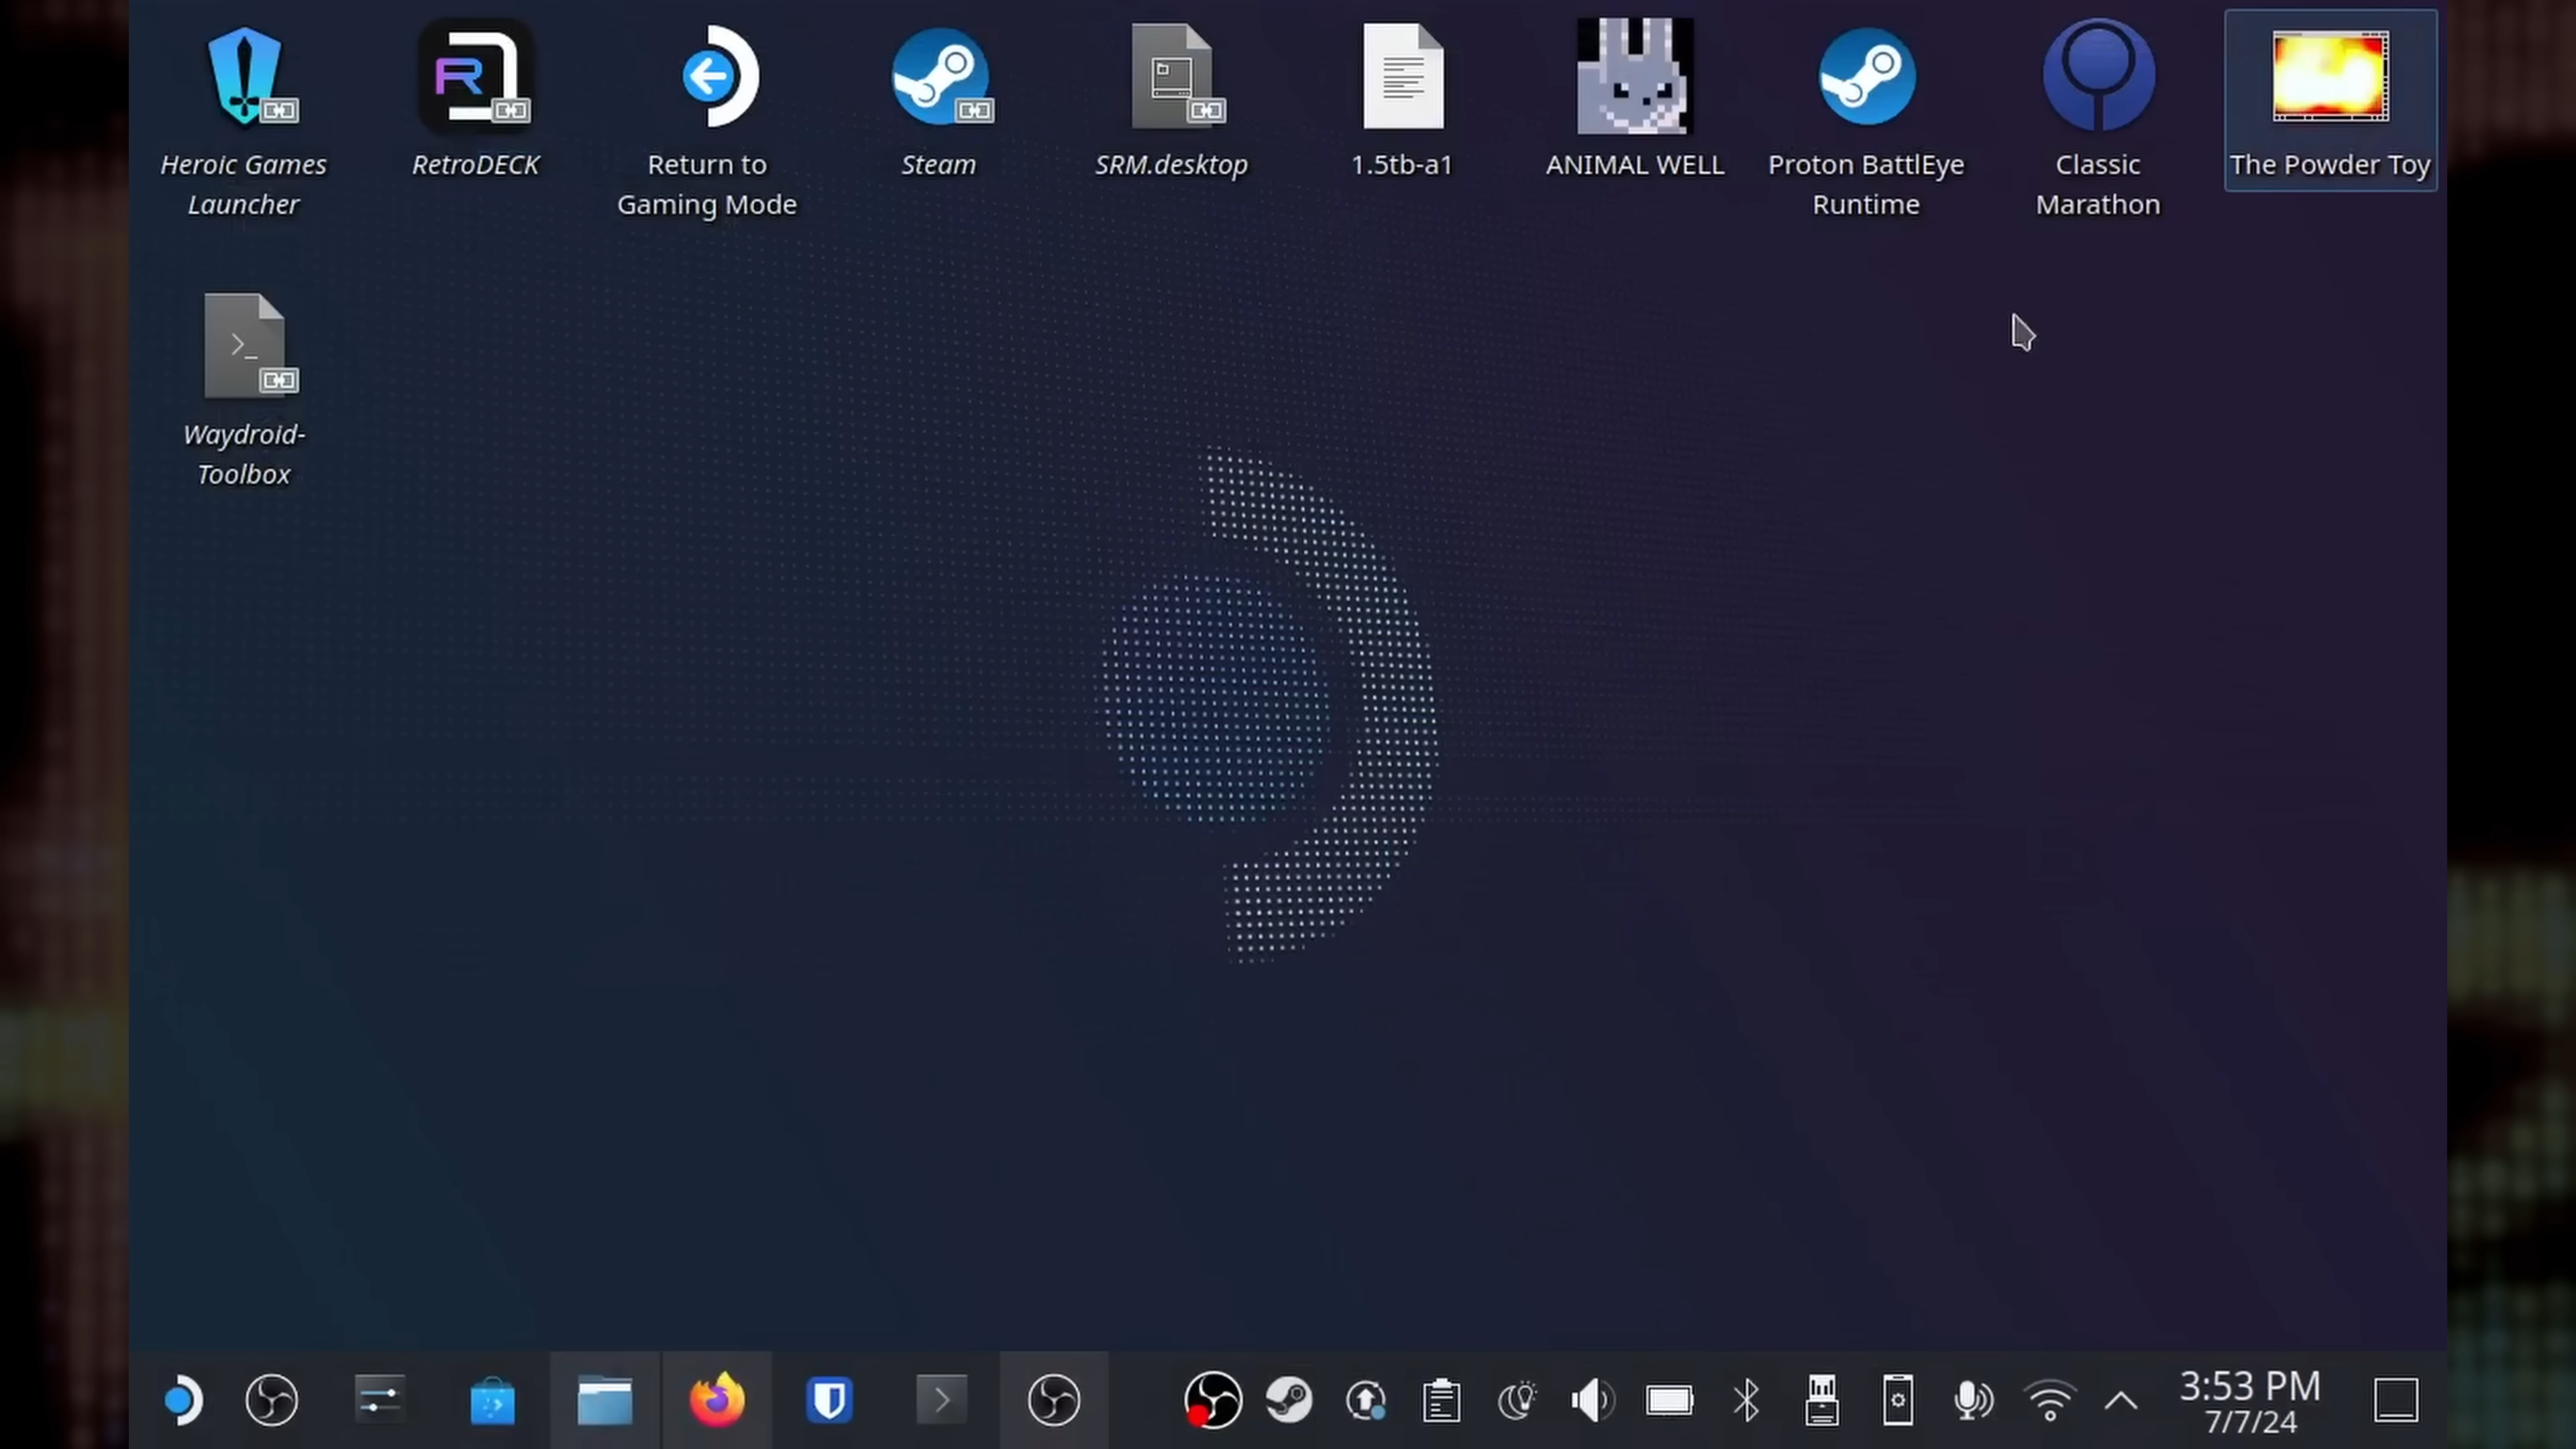 Heroic Games
Launcher
RetroDECK
Return to
Gaming Mode
Steam
SRM.desktop
1.5tb-a1
ANIMAL WELL
Proton BattlEye
Runtime
Classic
Marathon
The Powder Toy
Waydroid-
Toolbox
3:53 PM
7/7/24